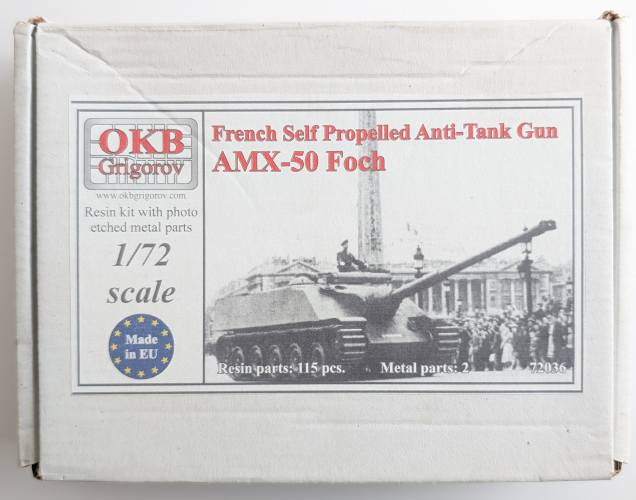 OKB
Grigorov
www.okbgrigorov.com
Resin kit with photo
etched metal parts
1/72
scale
Made
in EU
French Self Propelled Anti-Tank Gun
AMX-50 Foch
Resin parts: 115 pcs. Metal parts: 2 72036